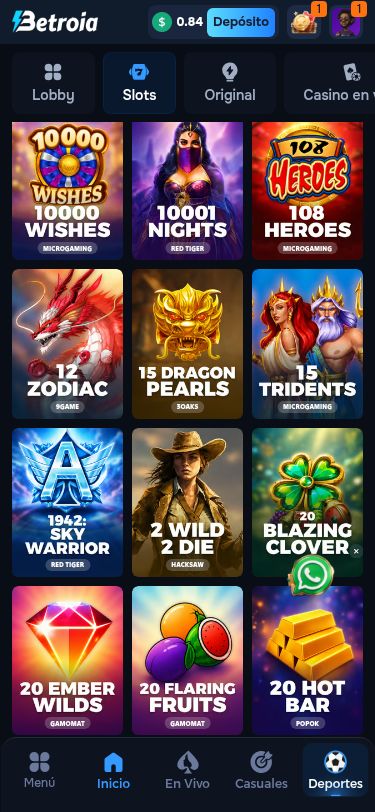 Betroia
$ 0.84 Depósito
1
1
Lobby
7
Slots
Original
Casino en v
10000
WISHES
10000
WISHES
MICROGAMING
10001
NIGHTS
RED TIGER
108
HEROES
108
HEROES
MICROGAMING
12
ZODIAC
9GAME
15 DRAGON
PEARLS
3OAKS
15
TRIDENTS
MICROGAMING
A
1942:
SKY
WARRIOR
RED TIGER
2 WILD
2 DIE
HACKSAW
20
BLAZING
CLOVER
×
20 EMBER
WILDS
GAMOMAT
20 FLARING
FRUITS
GAMOMAT
20 HOT
BAR
POPOK
Menú
Inicio
En Vivo
Casuales
Deportes